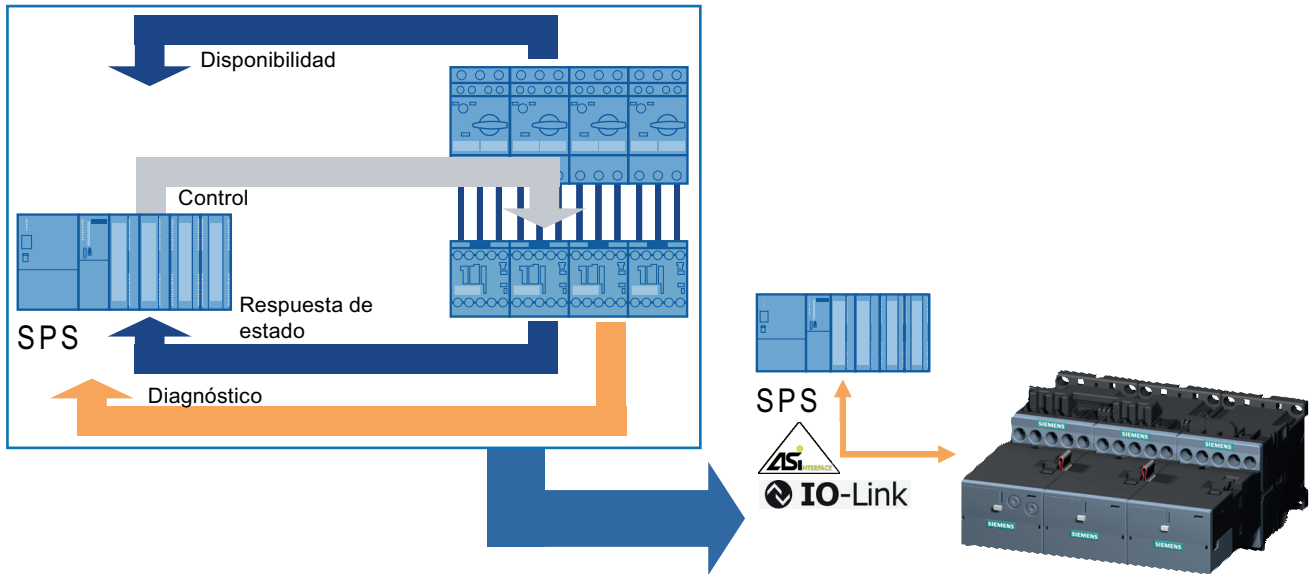 Disponibilidad
Control
Respuesta de
estado
SPS
Diagnóstico
SPS
ASi
INTERFACE
IO-Link
SIEMENS
SIEMENS
SIEMENS
SIEMENS
SIEMENS
SIEMENS